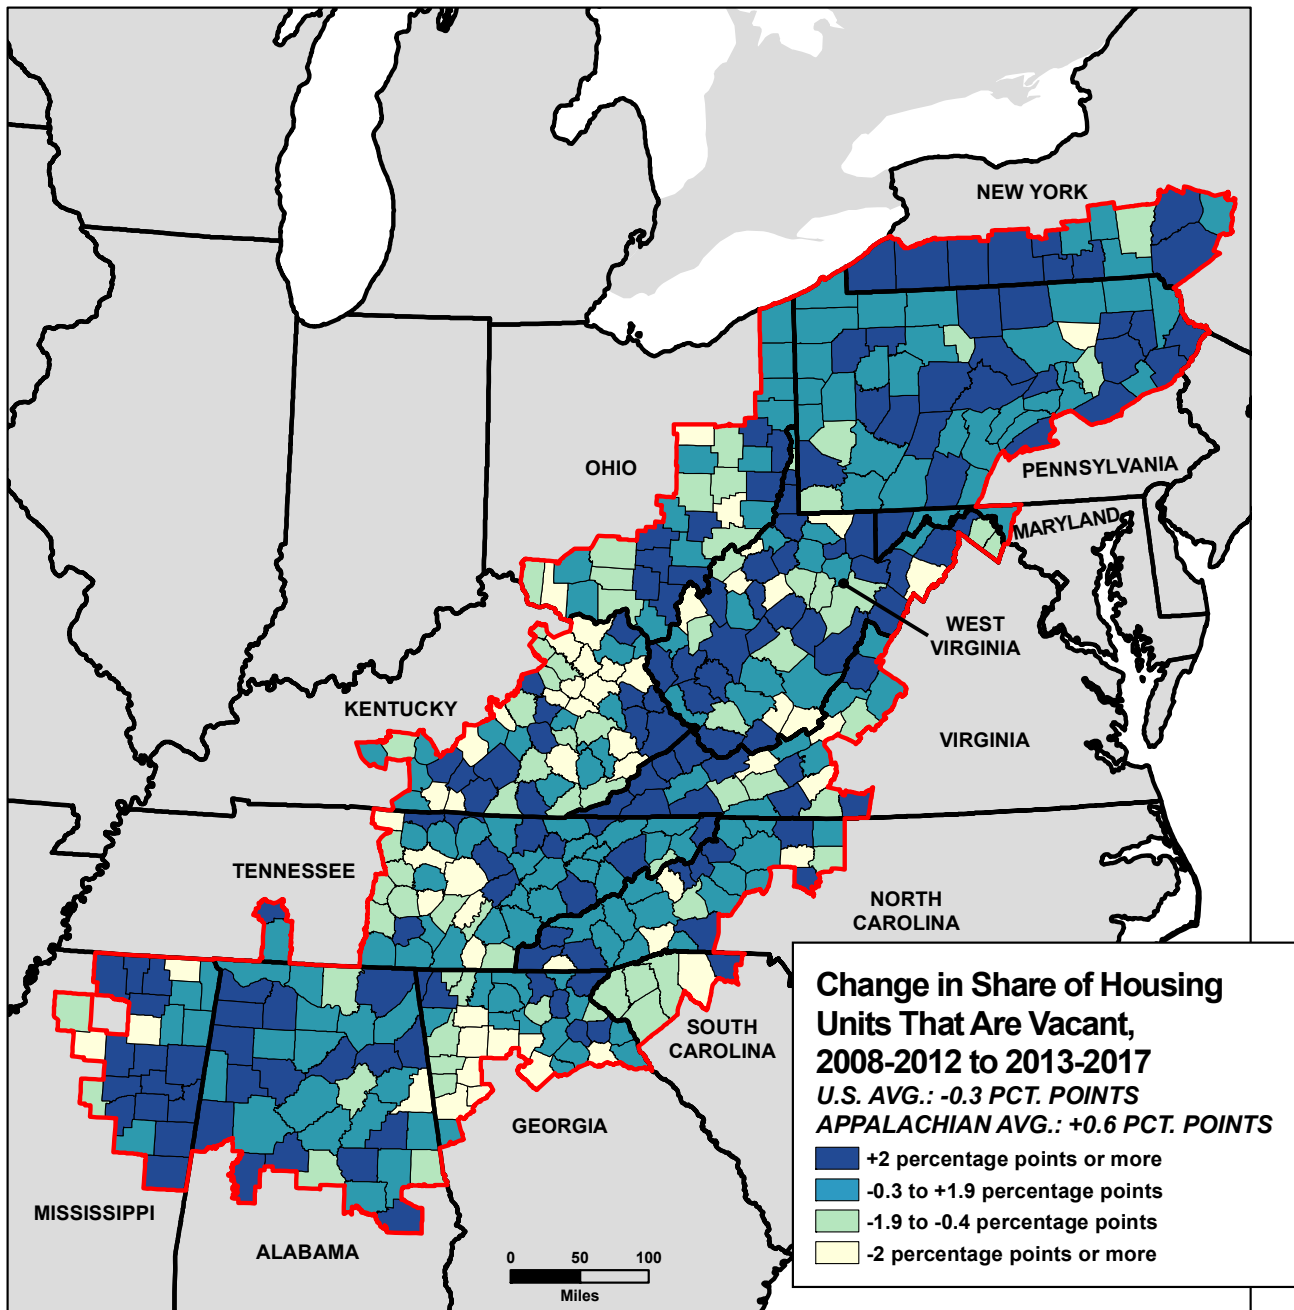 NEW YORK
OHIO
PENNSYLVANIA
MARYLAND
WEST
VIRGINIA
KENTUCKY
VIRGINIA
TENNESSEE
NORTH
CAROLINA
SOUTH
CAROLINA
GEORGIA
MISSISSIPPI
ALABAMA
Change in Share of Housing
Units That Are Vacant,
2008-2012 to 2013-2017
U.S. AVG.: -0.3 PCT. POINTS
APPALACHIAN AVG.: +0.6 PCT. POINTS
+2 percentage points or more
-0.3 to +1.9 percentage points
-1.9 to -0.4 percentage points
-2 percentage points or more
0 50 100
Miles